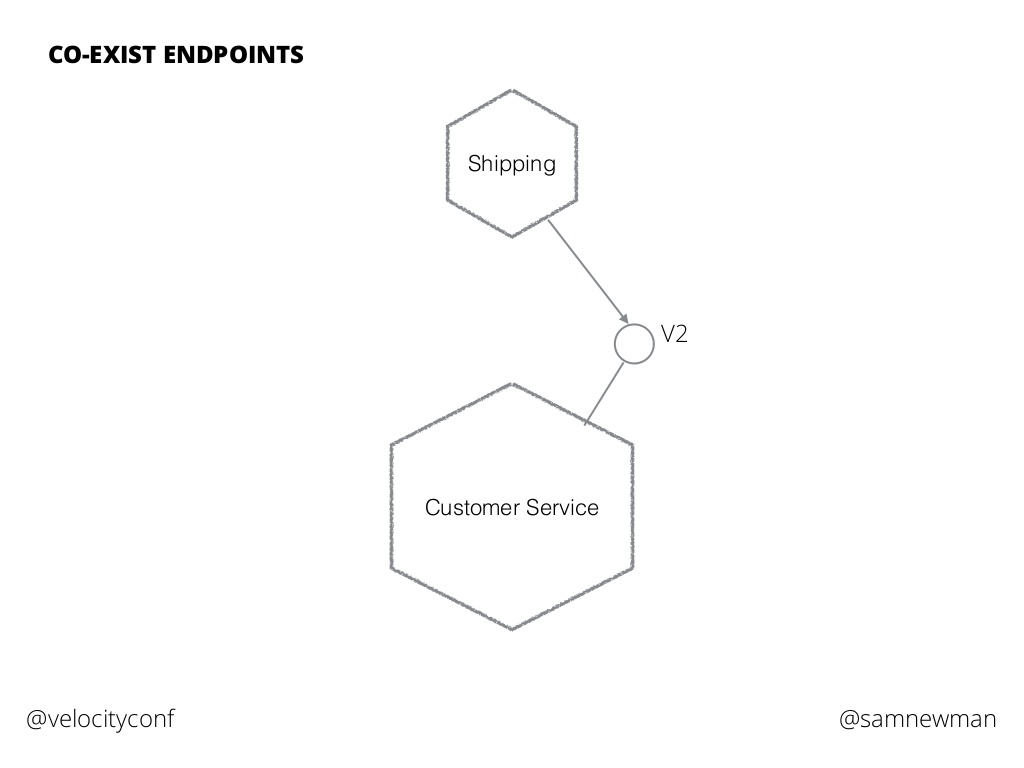 CO-EXIST ENDPOINTS
Shipping
V2
Customer Service
@velocityconf
@samnewman